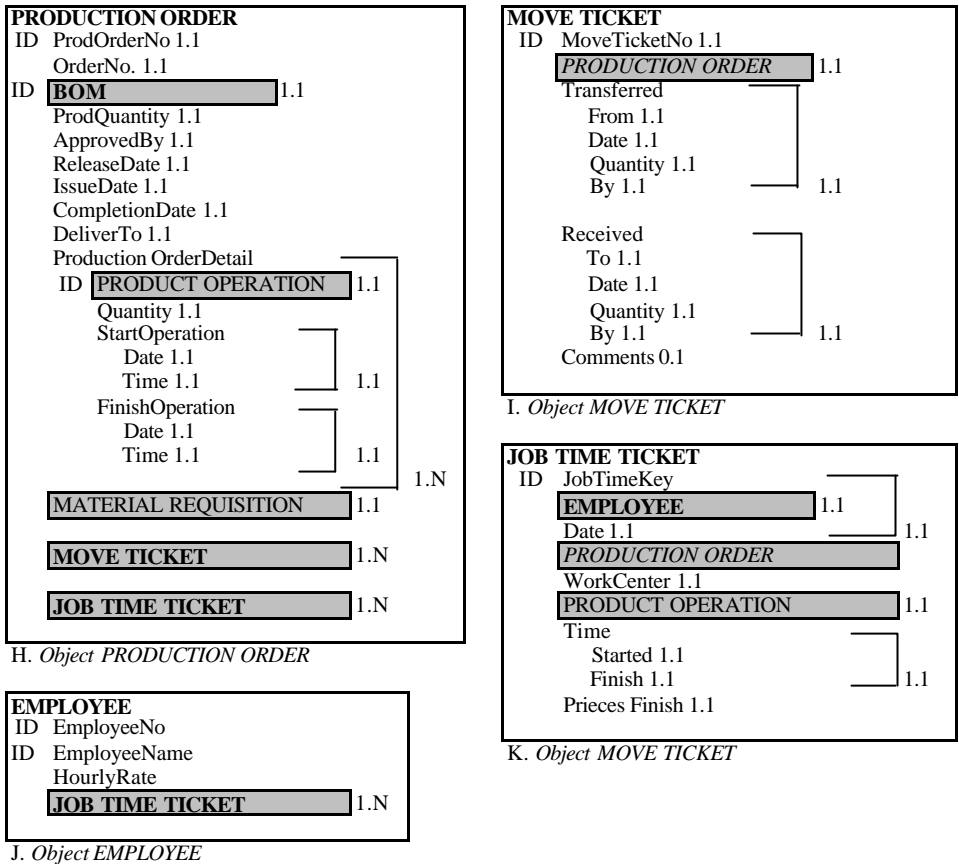 PRODUCTION ORDER
ID ProdOrderNo 1.1
OrderNo. 1.1
ID BOM 1.1
ProdQuantity 1.1
ApprovedBy 1.1
ReleaseDate 1.1
IssueDate 1.1
CompletionDate 1.1
DeliverTo 1.1
Production OrderDetail
ID PRODUCT OPERATION 1.1
Quantity 1.1
StartOperation
Date 1.1
Time 1.1 1.1
FinishOperation
Date 1.1
Time 1.1 1.1
1.N
MATERIAL REQUISITION 1.1
MOVE TICKET 1.N
JOB TIME TICKET 1.N
H. Object PRODUCTION ORDER
EMPLOYEE
ID EmployeeNo
ID EmployeeName
HourlyRate
JOB TIME TICKET 1.N
J. Object EMPLOYEE
MOVE TICKET
ID MoveTicketNo 1.1
PRODUCTION ORDER 1.1
Transferred
From 1.1
Date 1.1
Quantity 1.1
By 1.1 1.1
Received
To 1.1
Date 1.1
Quantity 1.1
By 1.1 1.1
Comments 0.1
I. Object MOVE TICKET
JOB TIME TICKET
ID JobTimeKey
EMPLOYEE 1.1
Date 1.1 1.1
PRODUCTION ORDER
WorkCenter 1.1
PRODUCT OPERATION 1.1
Time
Started 1.1
Finish 1.1 1.1
Prieces Finish 1.1
K. Object MOVE TICKET